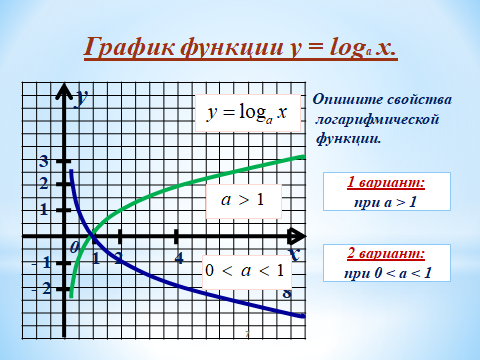 График функции y = logₐ x.
y
y = logₐ x
Опишите свойства
логарифмической
функции.
3
2
1
a > 1
1 вариант:
при a > 1
0
1
2
4
8
x
- 1
- 2
0 < a < 1
2 вариант:
при 0 < a < 1